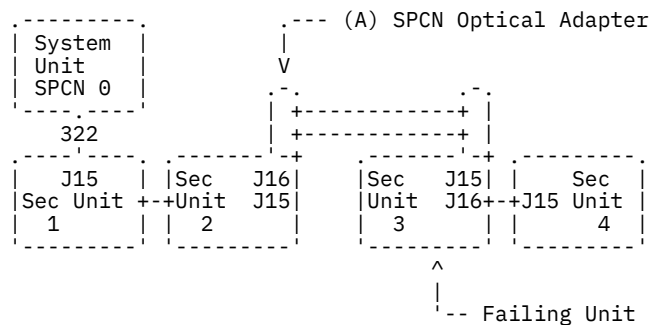 (A) SPCN Optical Adapter
System
Unit
SPCN 0
V
322
J15 Sec J16 Sec J15 Sec
Sec Unit Unit J15 Unit J16 J15 Unit
1 2 3 4
^
Failing Unit